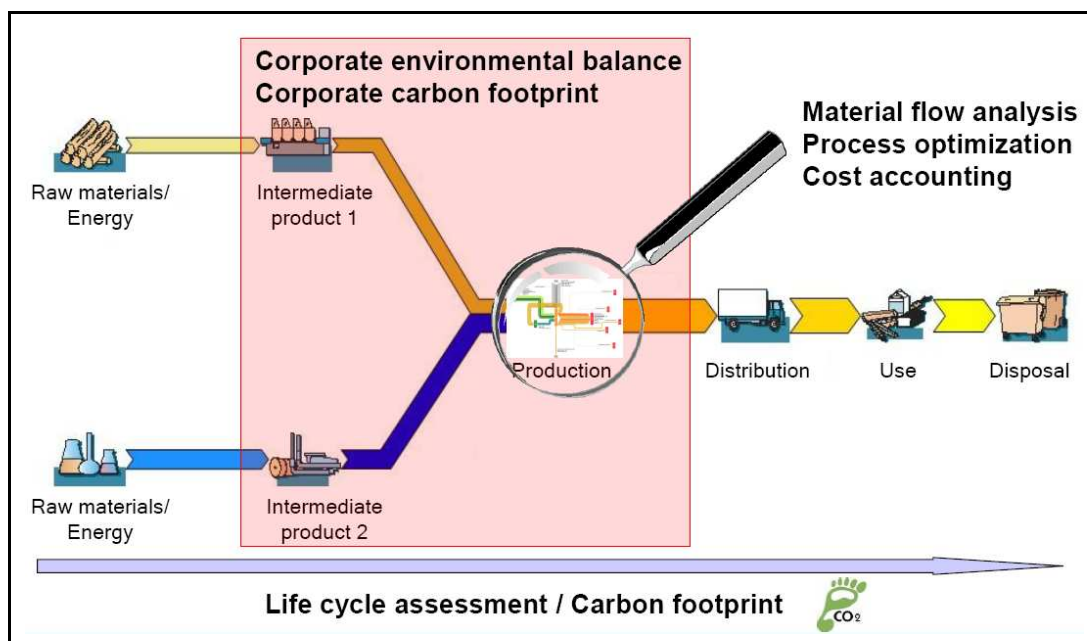 Corporate environmental balance
Corporate carbon footprint
Material flow analysis
Process optimization
Cost accounting
Raw materials/
Energy
Intermediate
product 1
Production
Distribution
Use
Disposal
Raw materials/
Energy
Intermediate
product 2
Life cycle assessment / Carbon footprint
CO₂